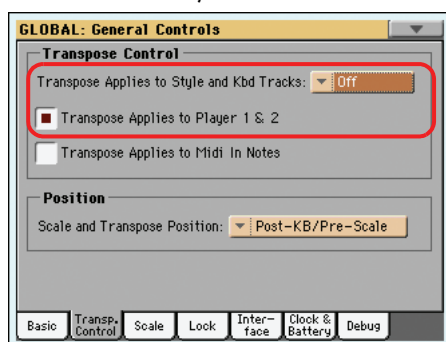 GLOBAL: General Controls
Transpose Control
Transpose Applies to Style and Kbd Tracks: Off
Transpose Applies to Player 1 & 2
Transpose Applies to Midi In Notes
Position
Scale and Transpose Position: Post-KB/Pre-Scale
Basic Transp. Control Scale Lock Inter-face Clock & Battery Debug